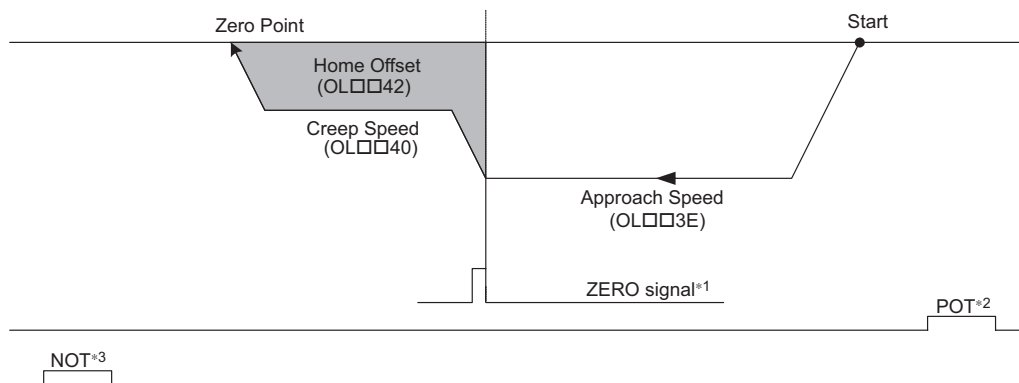 Zero Point
Start
Home Offset
(OL□□42)
Creep Speed
(OL□□40)
Approach Speed
(OL□□3E)
ZERO signal*1
POT*2
NOT*3